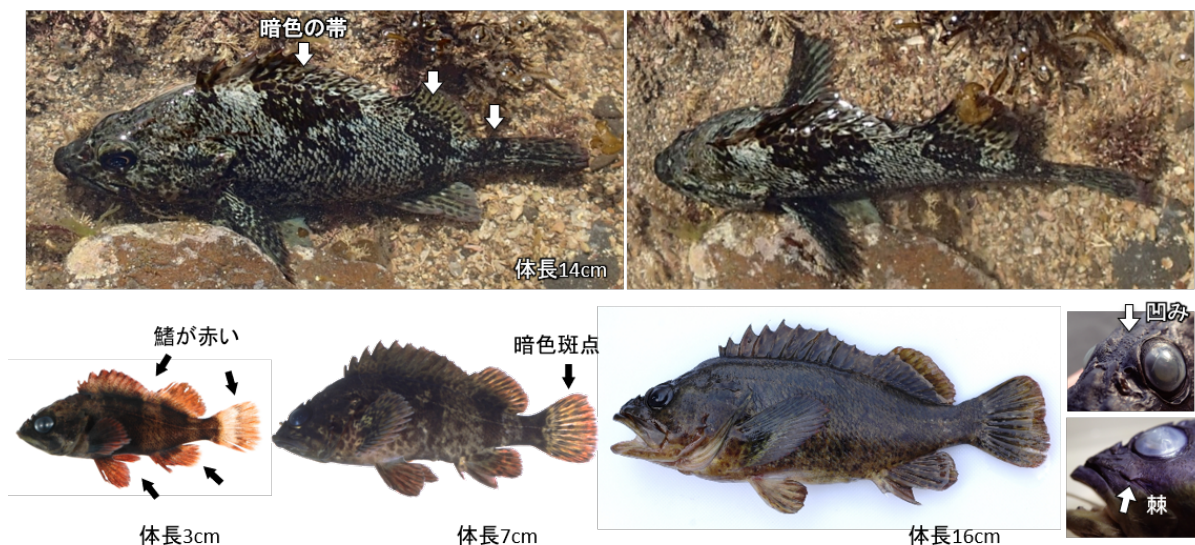 暗色の帯
体長14cm
鰭が赤い
暗色斑点
凹み
棘
体長3cm
体長7cm
体長16cm